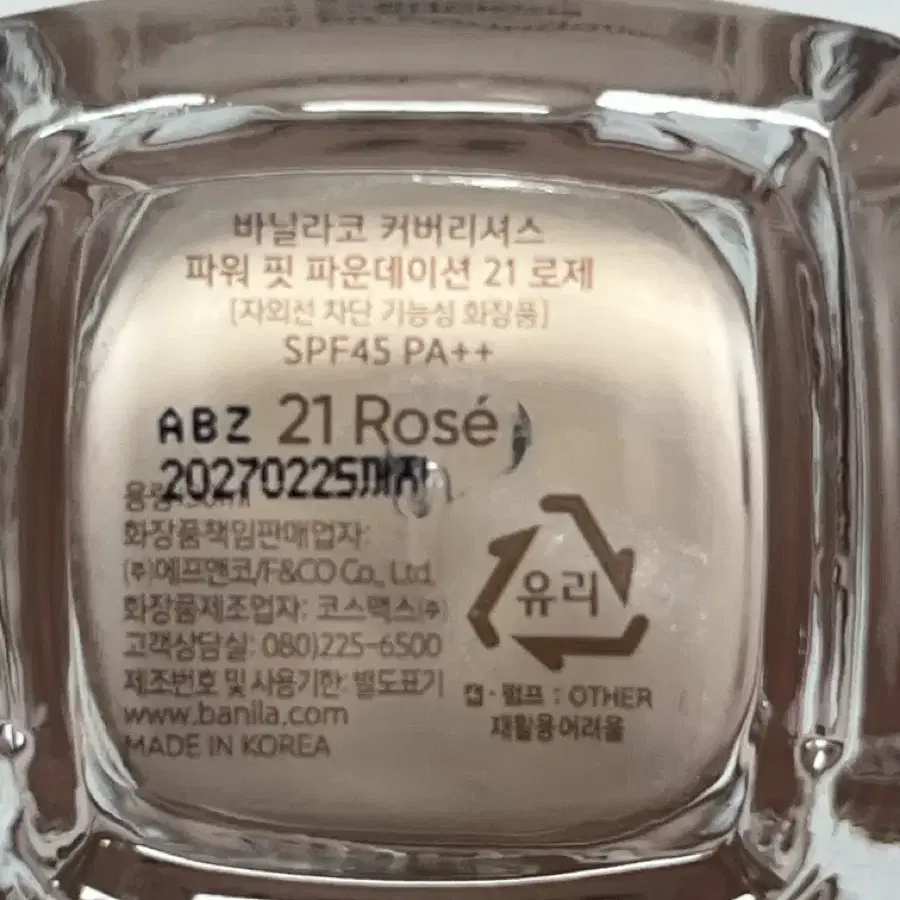 바닐라코 커버리셔스
파워 핏 파운데이션 21 로제
[자외선 차단 기능성 화장품]
SPF45 PA++
ABZ 21 Rosé
20270225까지
화장품책임판매업자:
(주)에프앤코/F&CO Co., Ltd.
화장품제조업자: 코스맥스(주)
고객상담실: 080)225-6500
제조번호 및 사용기한: 별도표기
www.banila.com
MADE IN KOREA
유리
캡·펌프 : OTHER
재활용어려움